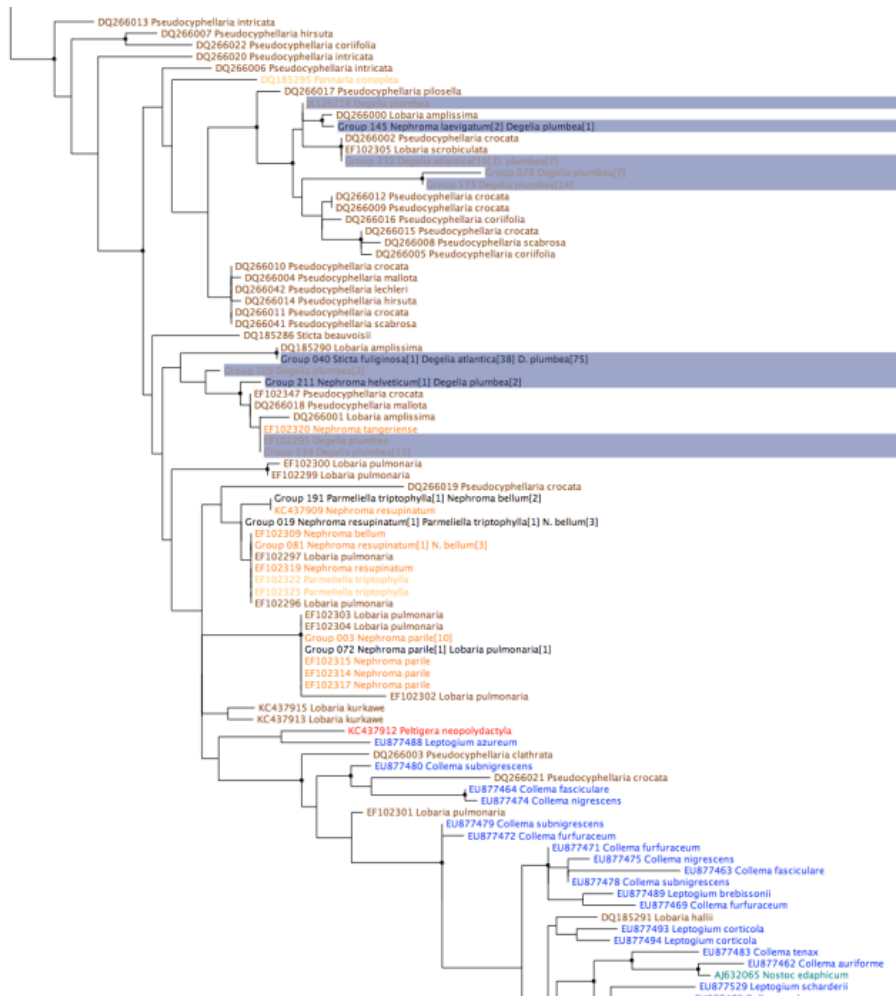 DQ266013 Pseudocyphellaria intricata
DQ266007 Pseudocyphellaria hirsuta
DQ266022 Pseudocyphellaria coriifolia
DQ266020 Pseudocyphellaria intricata
DQ266006 Pseudocyphellaria intricata
DQ185295 Pannaria conoplea
DQ266017 Pseudocyphellaria pilosella
Degelia plumbea
DQ266000 Lobaria amplissima
Group 145 Nephroma laevigatum[2] Degelia plumbea[1]
DQ266002 Pseudocyphellaria crocata
EF102305 Lobaria scrobiculata
Group 232 Degelia atlantica[10] D. plumbea[7]
Group 078 Degelia plumbea[7]
Group 133 Degelia plumbea[14]
DQ266012 Pseudocyphellaria crocata
DQ266009 Pseudocyphellaria crocata
DQ266016 Pseudocyphellaria coriifolia
DQ266015 Pseudocyphellaria crocata
DQ266008 Pseudocyphellaria scabrosa
DQ266005 Pseudocyphellaria coriifolia
DQ266010 Pseudocyphellaria crocata
DQ266004 Pseudocyphellaria mallota
DQ266042 Pseudocyphellaria lechleri
DQ266014 Pseudocyphellaria hirsuta
DQ266011 Pseudocyphellaria crocata
DQ266041 Pseudocyphellaria scabrosa
DQ185286 Sticta beauvoisii
DQ185290 Lobaria amplissima
Group 040 Sticta fuliginosa[1] Degelia atlantica[38] D. plumbea[75]
Group 105 Degelia plumbea[3]
Group 211 Nephroma helveticum[1] Degelia plumbea[2]
EF102347 Pseudocyphellaria crocata
DQ266018 Pseudocyphellaria mallota
DQ266001 Lobaria amplissima
EF102320 Nephroma tangeriense
EF102295 Degelia plumbea
Group 239 Degelia plumbea[15]
EF102300 Lobaria pulmonaria
EF102299 Lobaria pulmonaria
DQ266019 Pseudocyphellaria crocata
Group 191 Parmeliella triptophylla[1] Nephroma bellum[2]
KC437909 Nephroma resupinatum
Group 019 Nephroma resupinatum[1] Parmeliella triptophylla[1] N. bellum[3]
EF102309 Nephroma bellum
Group 081 Nephroma resupinatum[1] N. bellum[3]
EF102297 Lobaria pulmonaria
EF102319 Nephroma resupinatum
EF102322 Parmeliella triptophylla
EF102325 Parmeliella triptophylla
EF102296 Lobaria pulmonaria
EF102303 Lobaria pulmonaria
EF102304 Lobaria pulmonaria
Group 003 Nephroma parile[10]
Group 072 Nephroma parile[1] Lobaria pulmonaria[1]
EF102315 Nephroma parile
EF102314 Nephroma parile
EF102317 Nephroma parile
EF102302 Lobaria pulmonaria
KC437915 Lobaria kurkawe
KC437913 Lobaria kurkawe
KC437912 Peltigera neopolydactyla
EU877488 Leptogium azureum
DQ266003 Pseudocyphellaria clathrata
EU877480 Collema subnigrescens
DQ266021 Pseudocyphellaria crocata
EU877464 Collema fasciculare
EU877474 Collema nigrescens
EF102301 Lobaria pulmonaria
EU877479 Collema subnigrescens
EU877472 Collema furfuraceum
EU877471 Collema furfuraceum
EU877475 Collema nigrescens
EU877463 Collema fasciculare
EU877478 Collema subnigrescens
EU877489 Leptogium brebissonii
EU877469 Collema furfuraceum
DQ185291 Lobaria hallii
EU877493 Leptogium corticola
EU877494 Leptogium corticola
EU877483 Collema tenax
EU877462 Collema auriforme
AJ632065 Nostoc edaphicum
EU877529 Leptogium scharderii